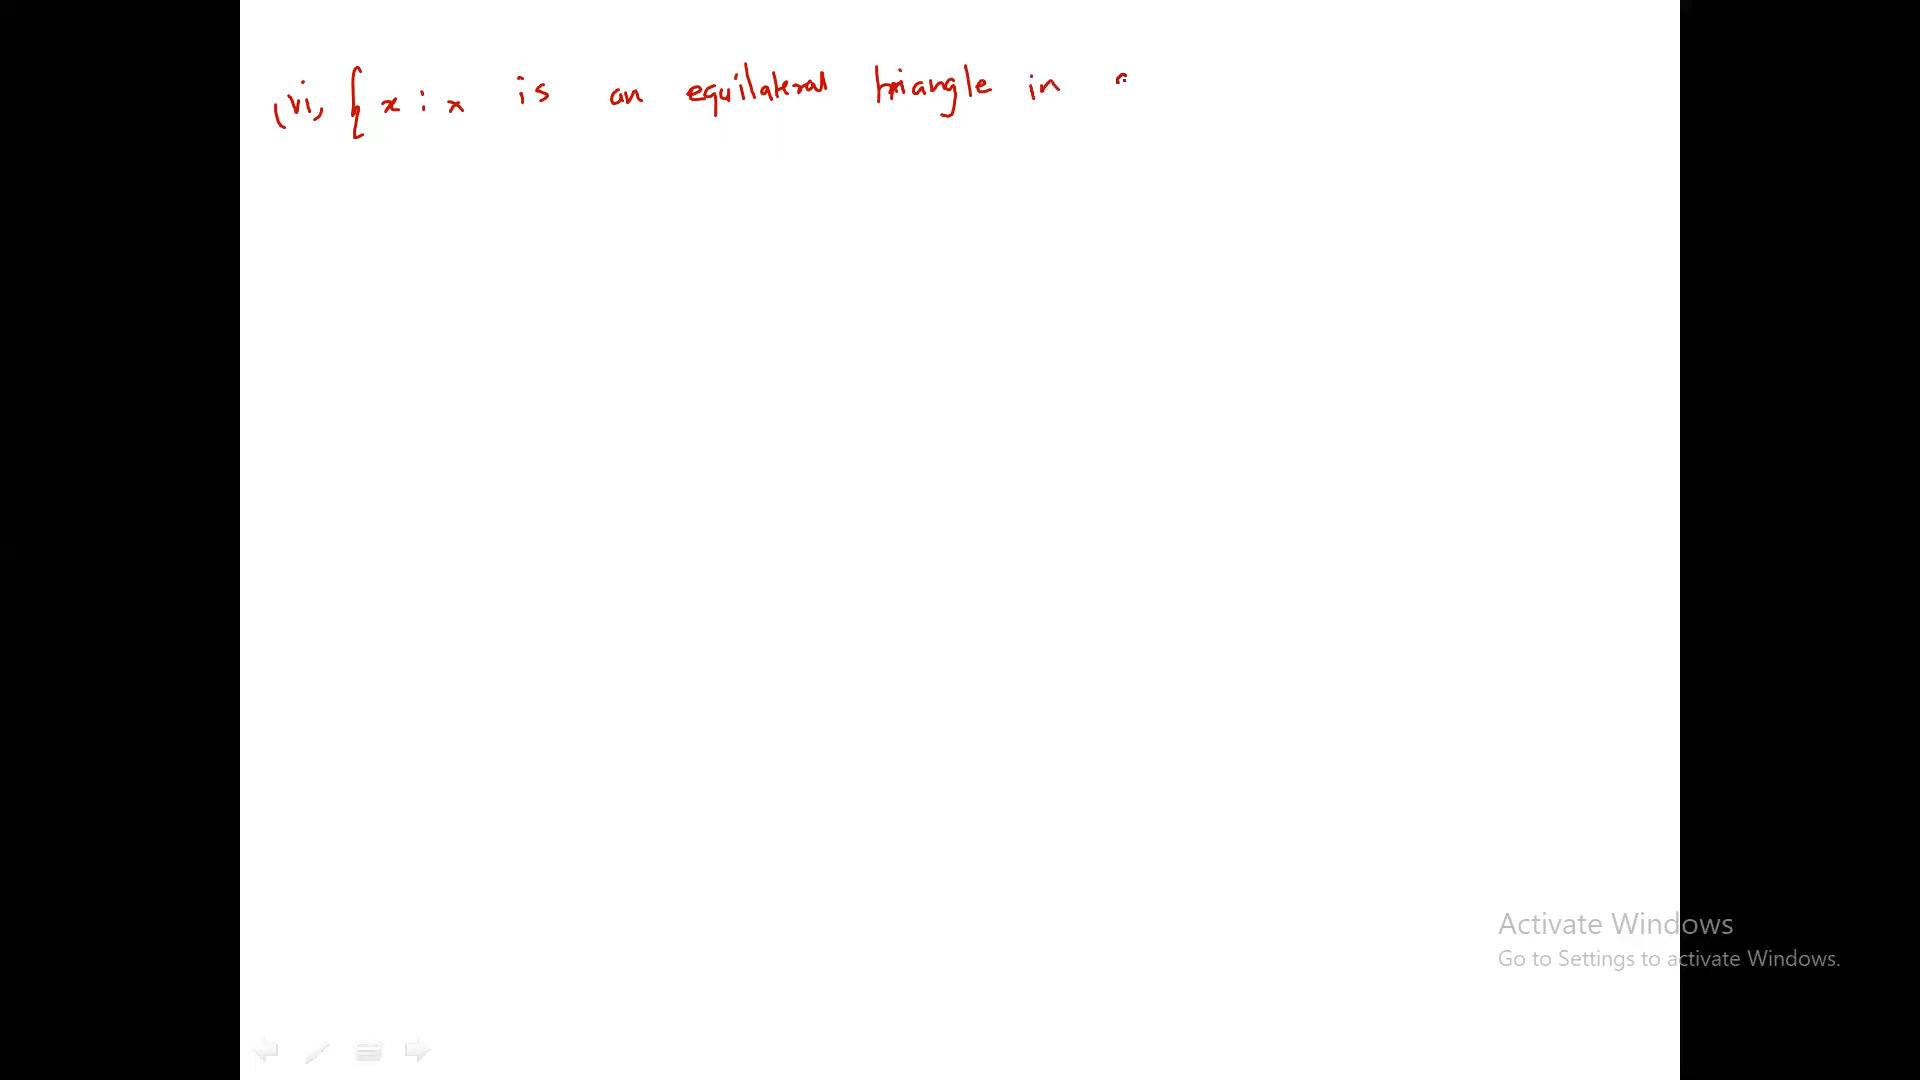 (vi) { x : x is an equilateral triangle in
Activate Windows
Go to Settings to activate Windows.